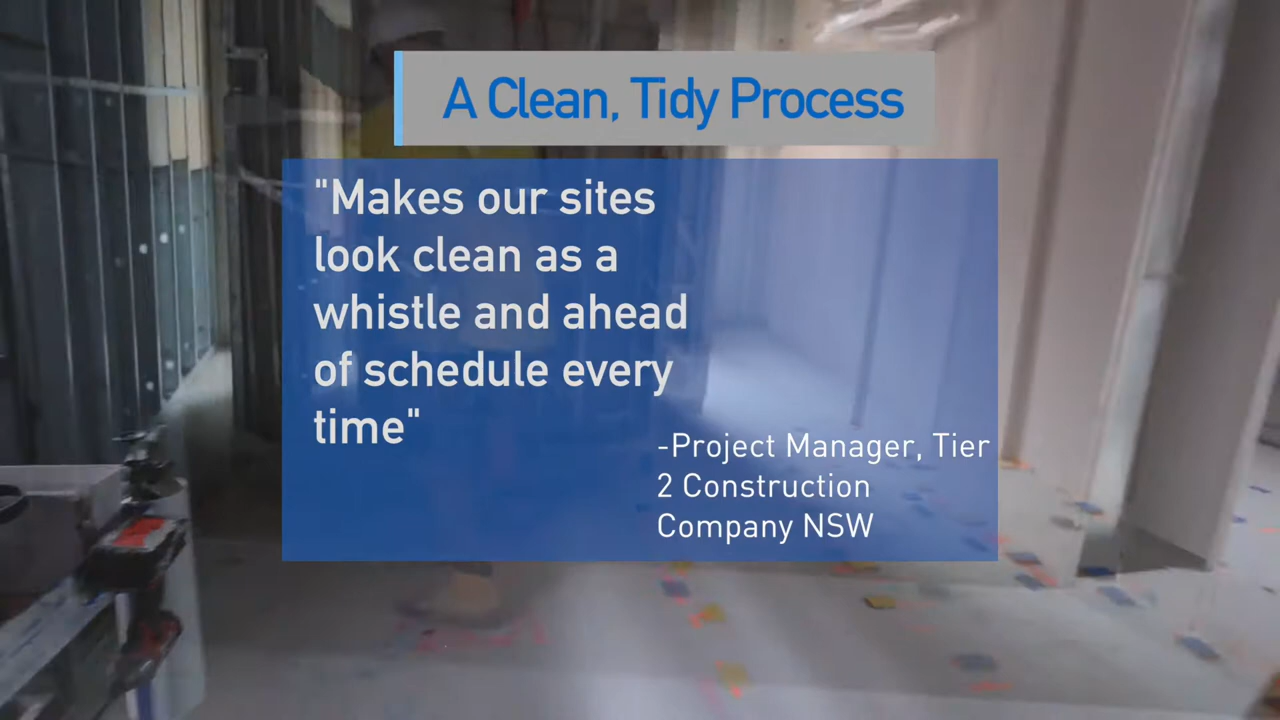 A Clean, Tidy Process
"Makes our sites
look clean as a
whistle and ahead
of schedule every
time"
-Project Manager, Tier
2 Construction
Company NSW